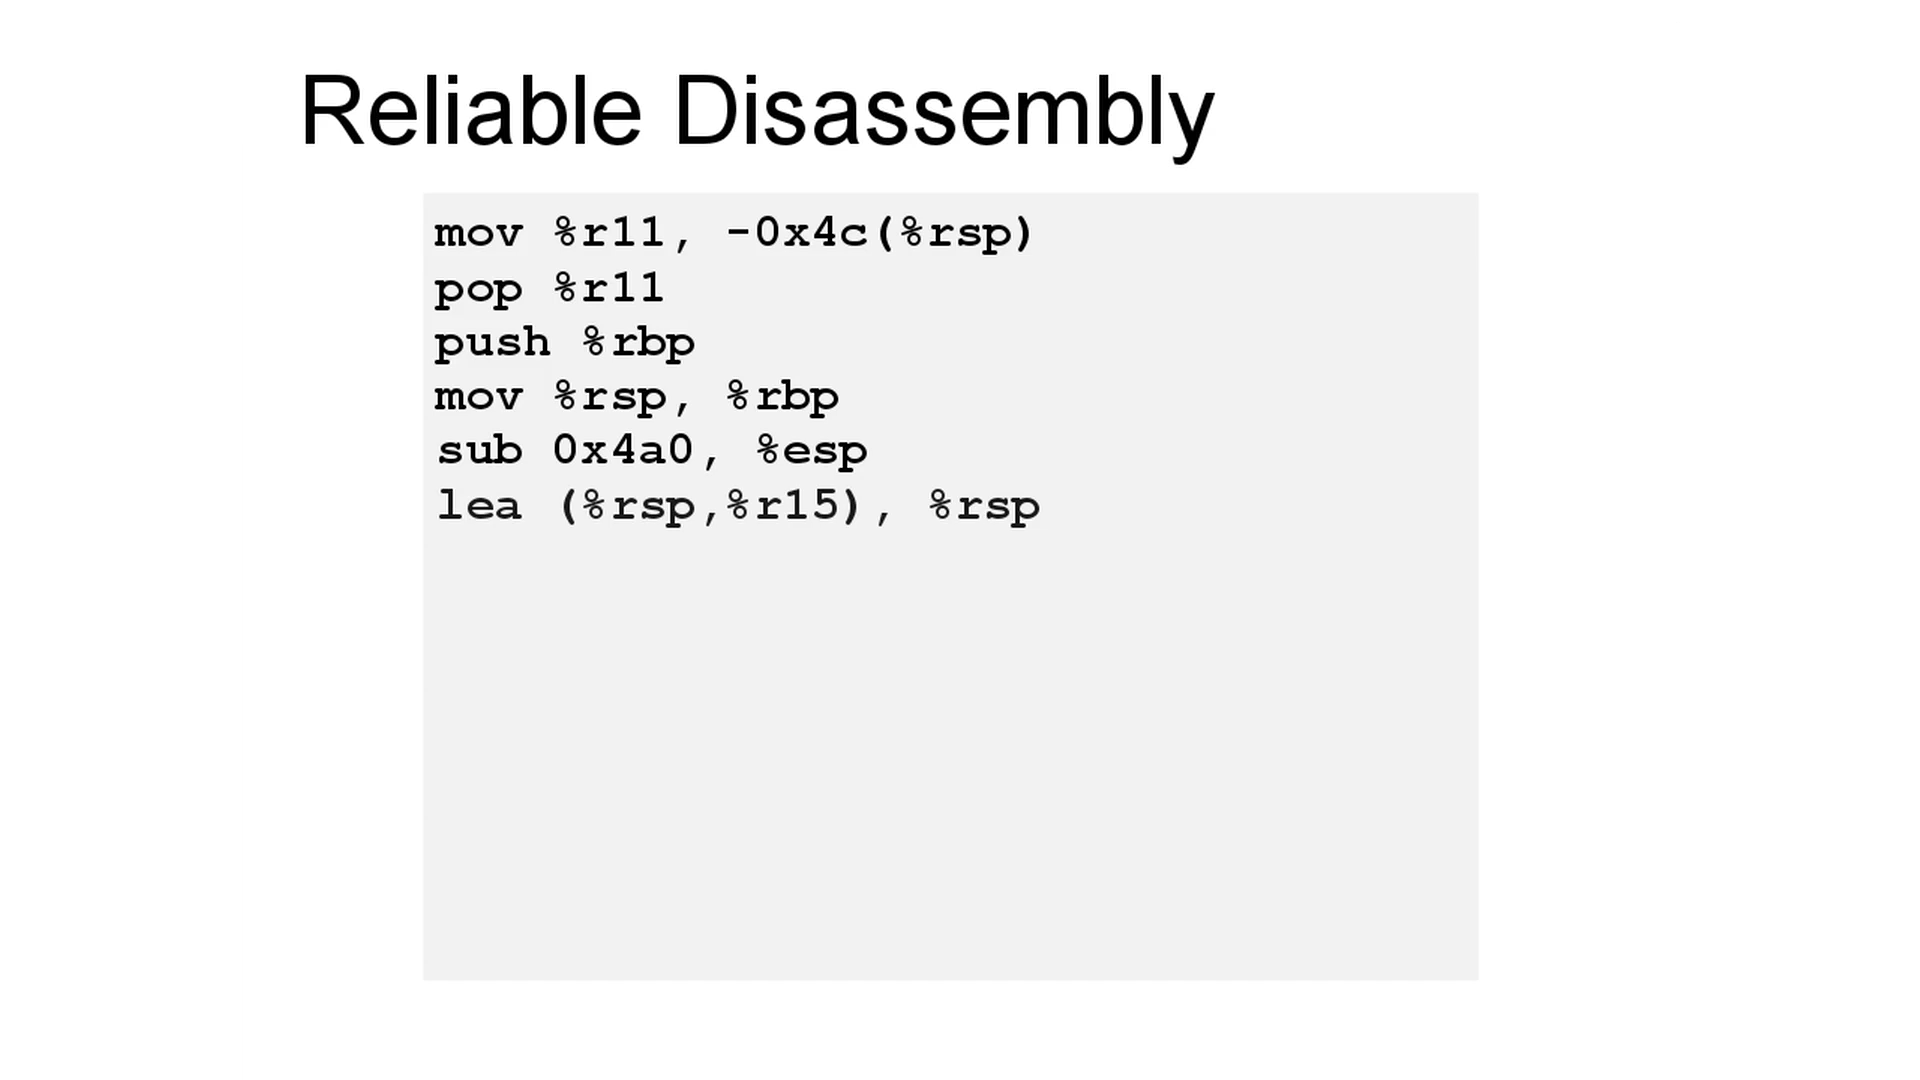 Reliable Disassembly
mov %r11, -0x4c(%rsp)
pop %r11
push %rbp
mov %rsp, %rbp
sub 0x4a0, %esp
lea (%rsp,%r15), %rsp